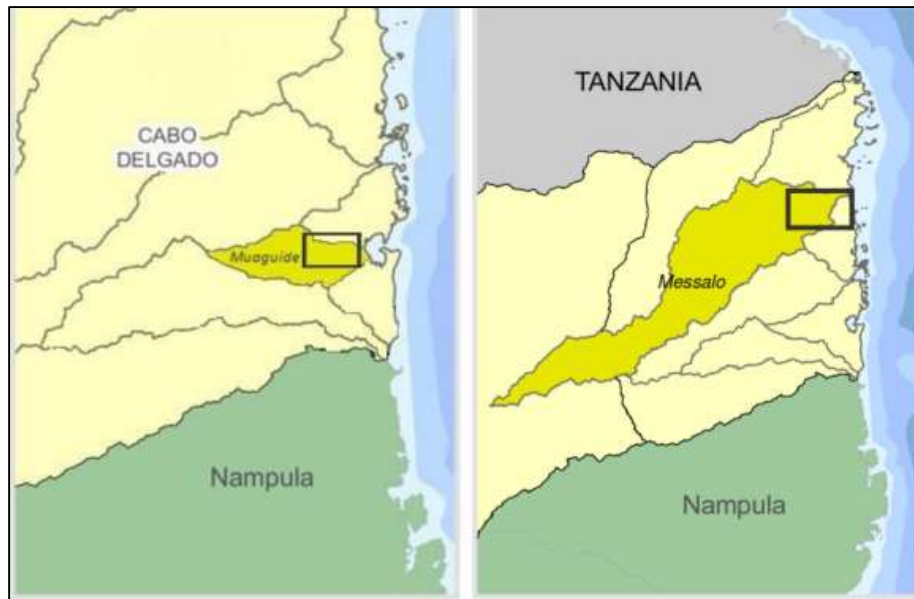 CABO
DELGADO
Muaguide
Nampula
TANZANIA
Messalo
Nampula